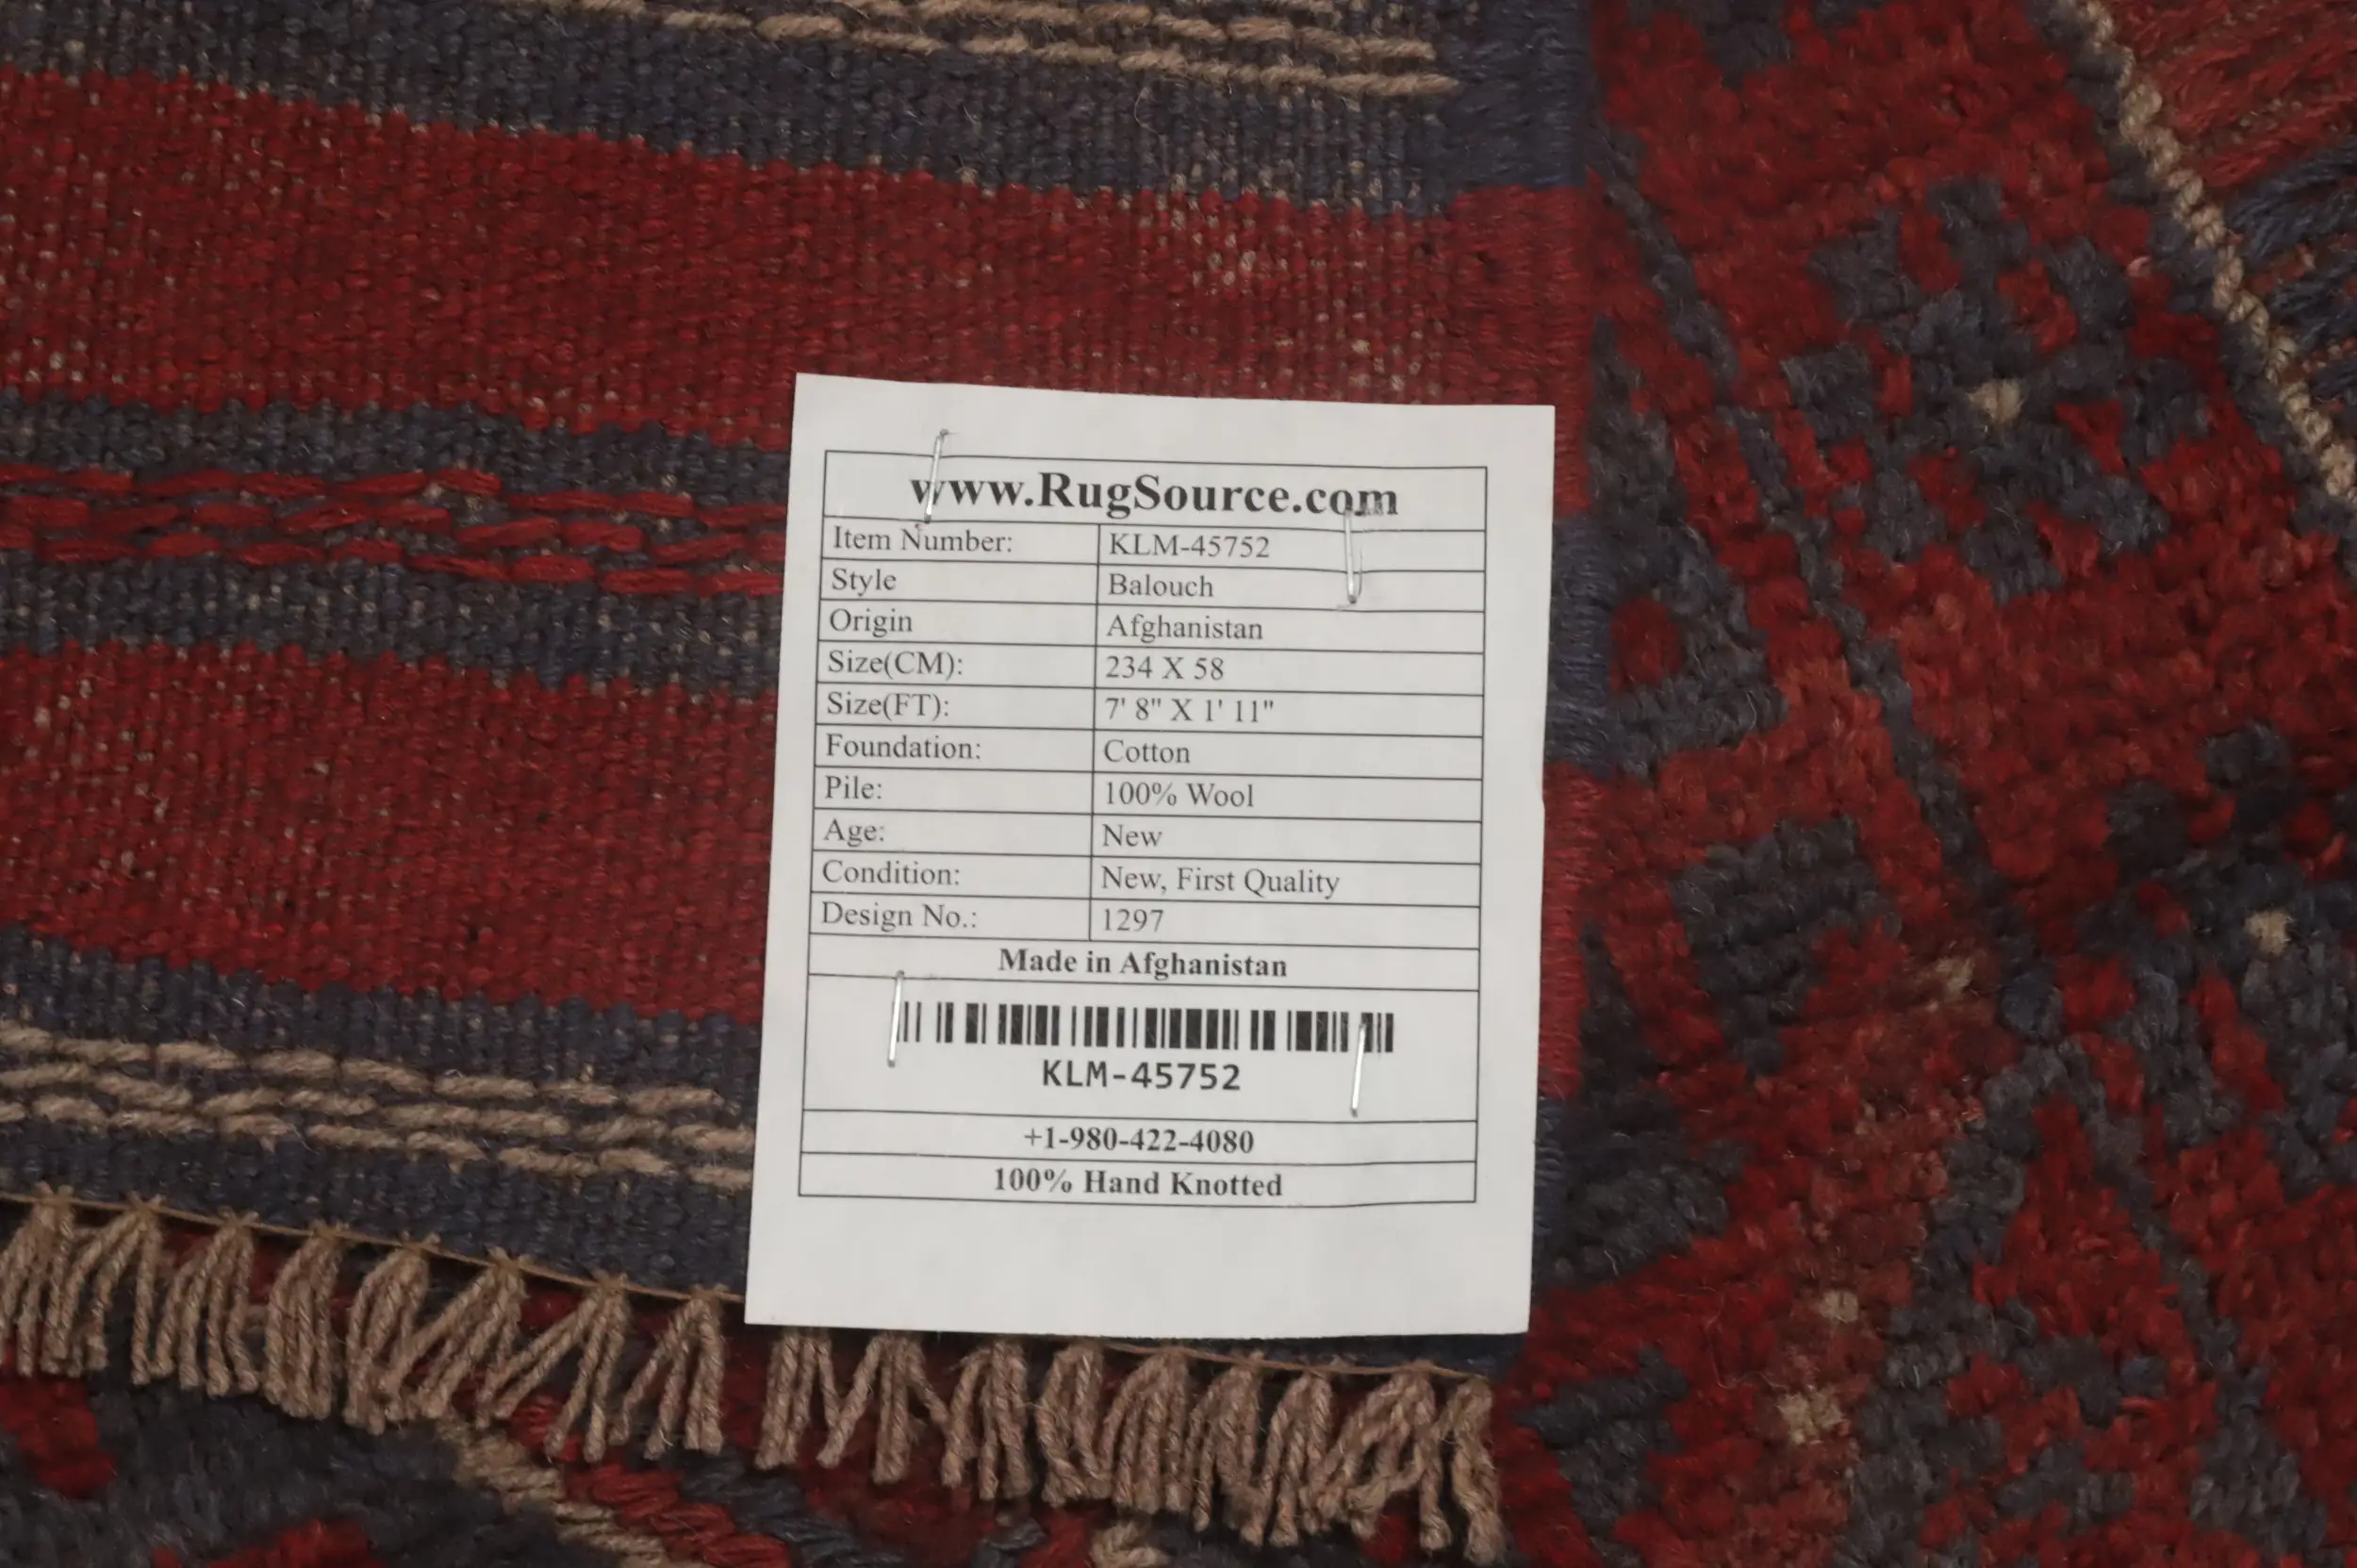 www.RugSource.com
Item Number: KLM-45752
Style Balouch
Origin Afghanistan
Size(CM): 234 X 58
Size(FT): 7' 8" X 1' 11"
Foundation: Cotton
Pile: 100% Wool
Age: New
Condition: New, First Quality
Design No.: 1297
Made in Afghanistan
KLM-45752
+1-980-422-4080
100% Hand Knotted